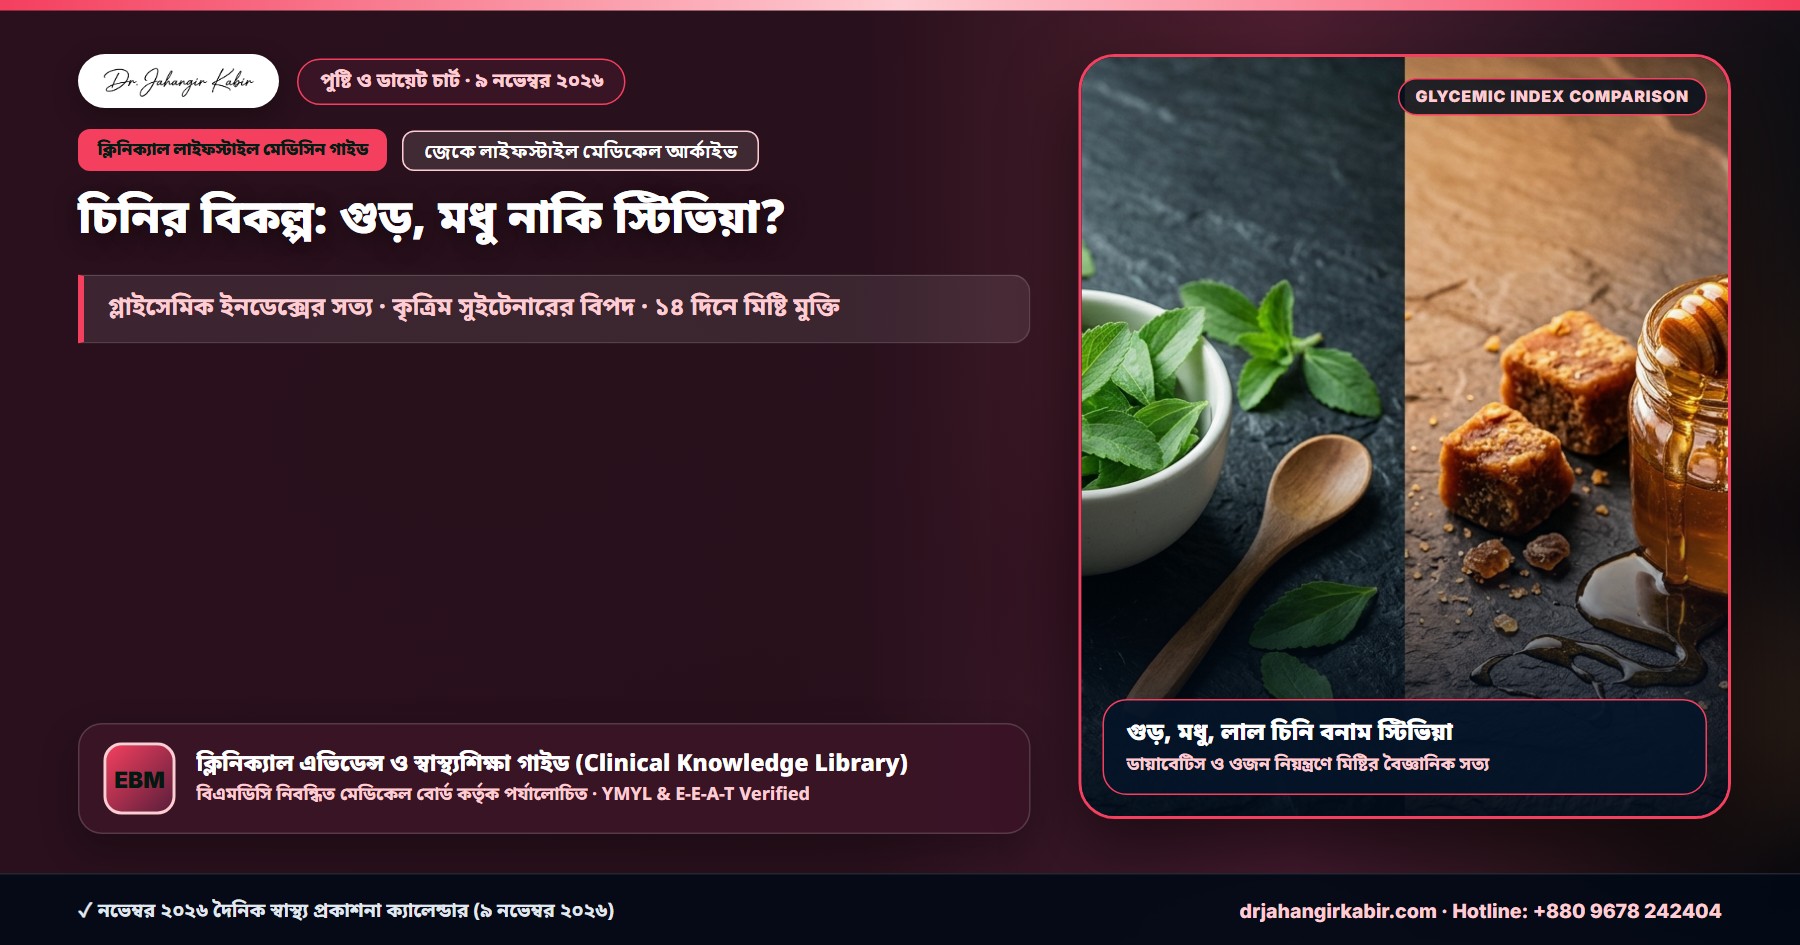 Dr. Jahangir Kabir
পুষ্টি ও ডায়েট চার্ট · ৯ নভেম্বর ২০২৬
ক্লিনিক্যাল লাইফস্টাইল মেডিসিন গাইড
জেকে লাইফস্টাইল মেডিকেল আর্কাইভ
চিনির বিকল্প: গুড়, মধু নাকি স্টিভিয়া?
গ্লাইসেমিক ইনডেক্সের সত্য · কৃত্রিম সুইটেনারের বিপদ · ১৪ দিনে মিষ্টি মুক্তি
EBM
ক্লিনিক্যাল এভিডেন্স ও স্বাস্থ্যশিক্ষা গাইড (Clinical Knowledge Library)
বিএমডিসি নিবন্ধিত মেডিকেল বোর্ড কর্তৃক পর্যালোচিত · YMYL & E-E-A-T Verified
GLYCEMIC INDEX COMPARISON
গুড়, মধু, লাল চিনি বনাম স্টিভিয়া
ডায়াবেটিস ও ওজন নিয়ন্ত্রণে মিষ্টির বৈজ্ঞানিক সত্য
✓ নভেম্বর ২০২৬ দৈনিক স্বাস্থ্য প্রকাশনা ক্যালেন্ডার (৯ নভেম্বর ২০২৬)
drjahangirkabir.com · Hotline: +880 9678 242404